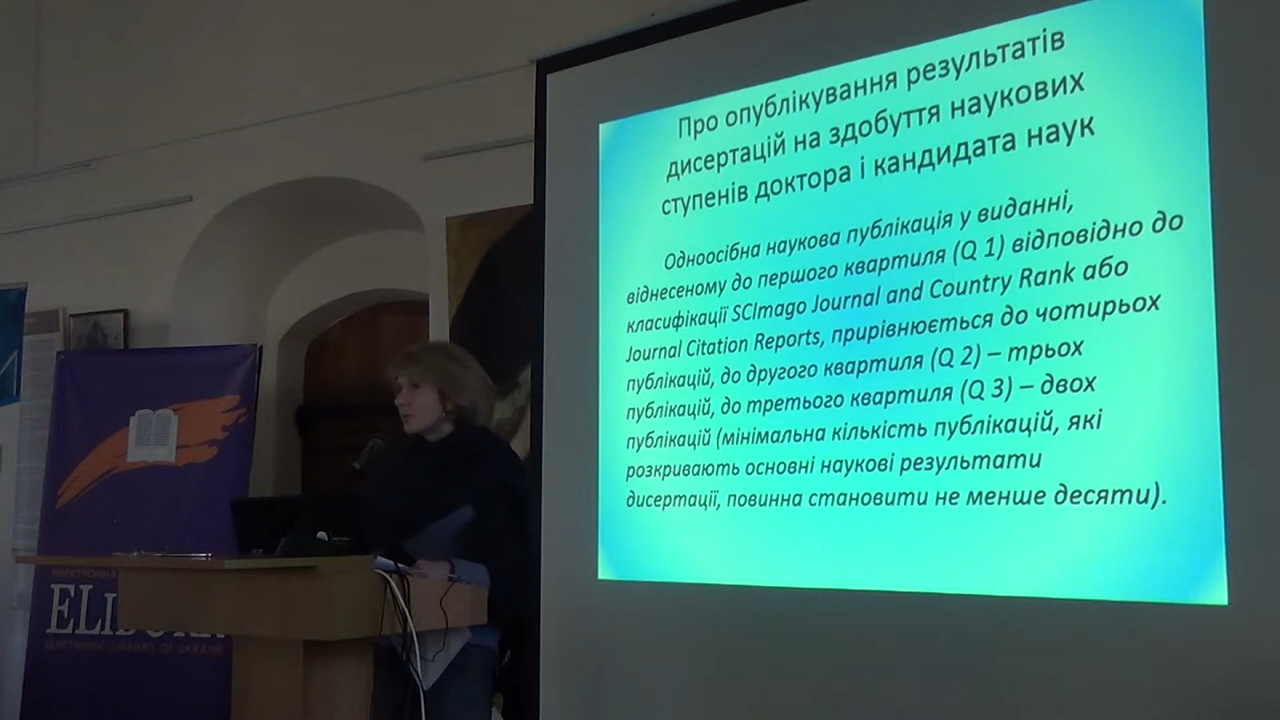 Про опублікування результатів
дисертацій на здобуття наукових
ступенів доктора і кандидата наук
Одноосібна наукова публікація у виданні,
віднесеному до першого квартиля (Q 1) відповідно до
класифікації SCImago Journal and Country Rank або
Journal Citation Reports, прирівнюється до чотирьох
публікацій, до другого квартиля (Q 2) – трьох
публікацій, до третього квартиля (Q 3) – двох
публікацій (мінімальна кількість публікацій, які
розкривають основні наукові результати
дисертації, повинна становити не менше десяти).
ELECTRONIC LIBRARY OF UKRAINE